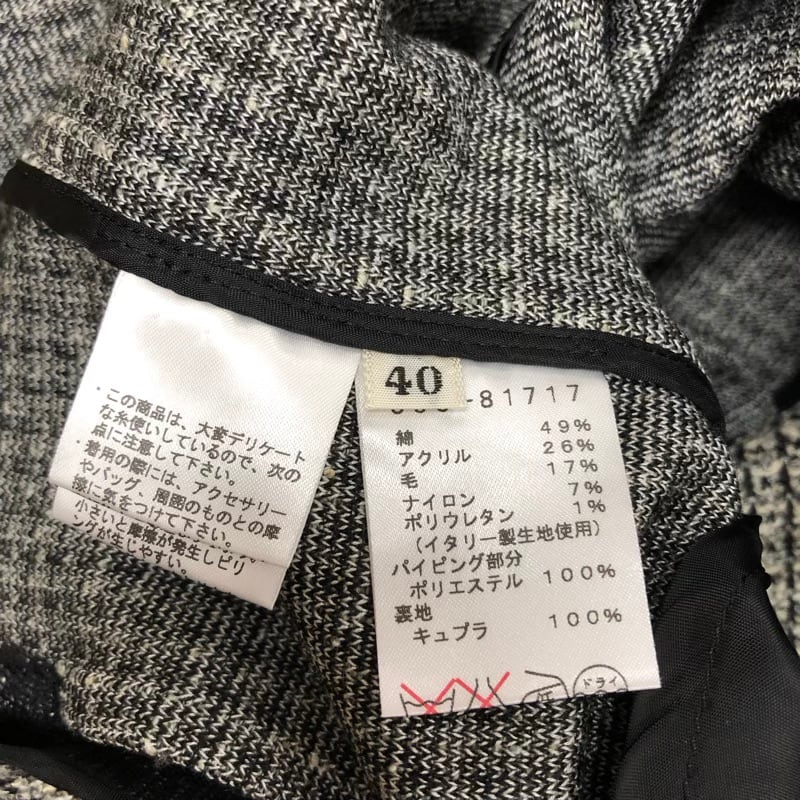 ・この商品は、大変デリケート
な糸使いしているので、次の
点に注意して下さい。
・着用の際には、アクセサリー
やバッグ、周囲のものとの摩
擦に気をつけて下さい。
小さいと摩擦が発生しピリ
ングが生じやすい。
40
-81717
綿 49%
アクリル 26%
毛 17%
ナイロン 7%
ポリウレタン 1%
(イタリー製生地使用)
パイピング部分
ポリエステル 100%
裏地
キュプラ 100%
低
ドライ